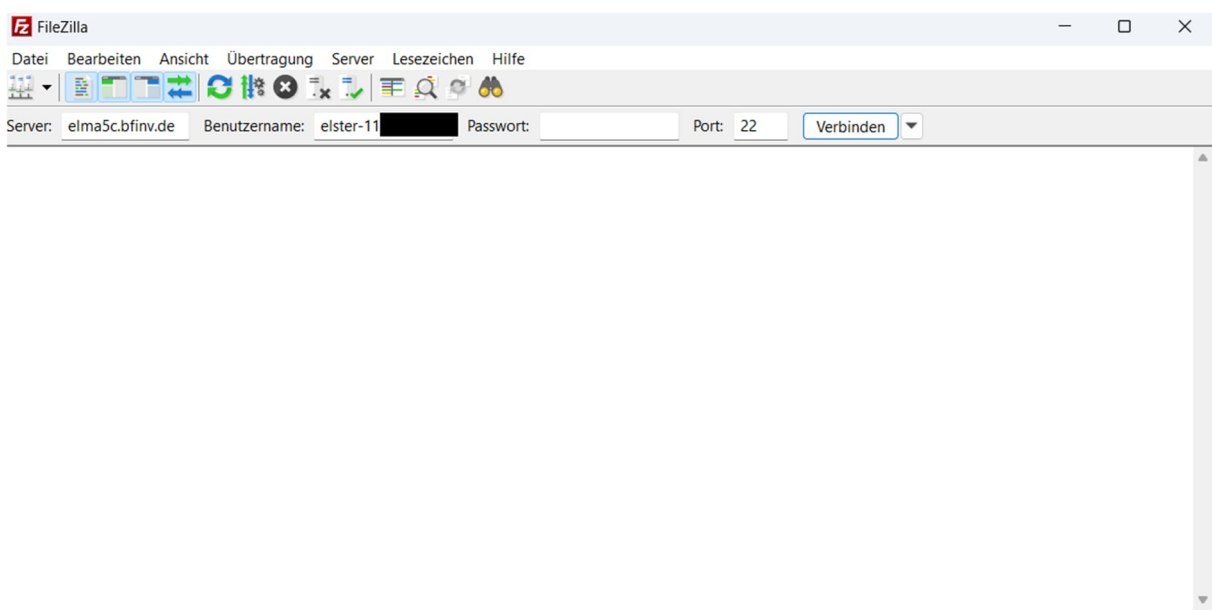 FileZilla
Datei Bearbeiten Ansicht Übertragung Server Lesezeichen Hilfe
Server: elma5c.bfinv.de Benutzername: elster-11 Passwort: Port: 22 Verbinden